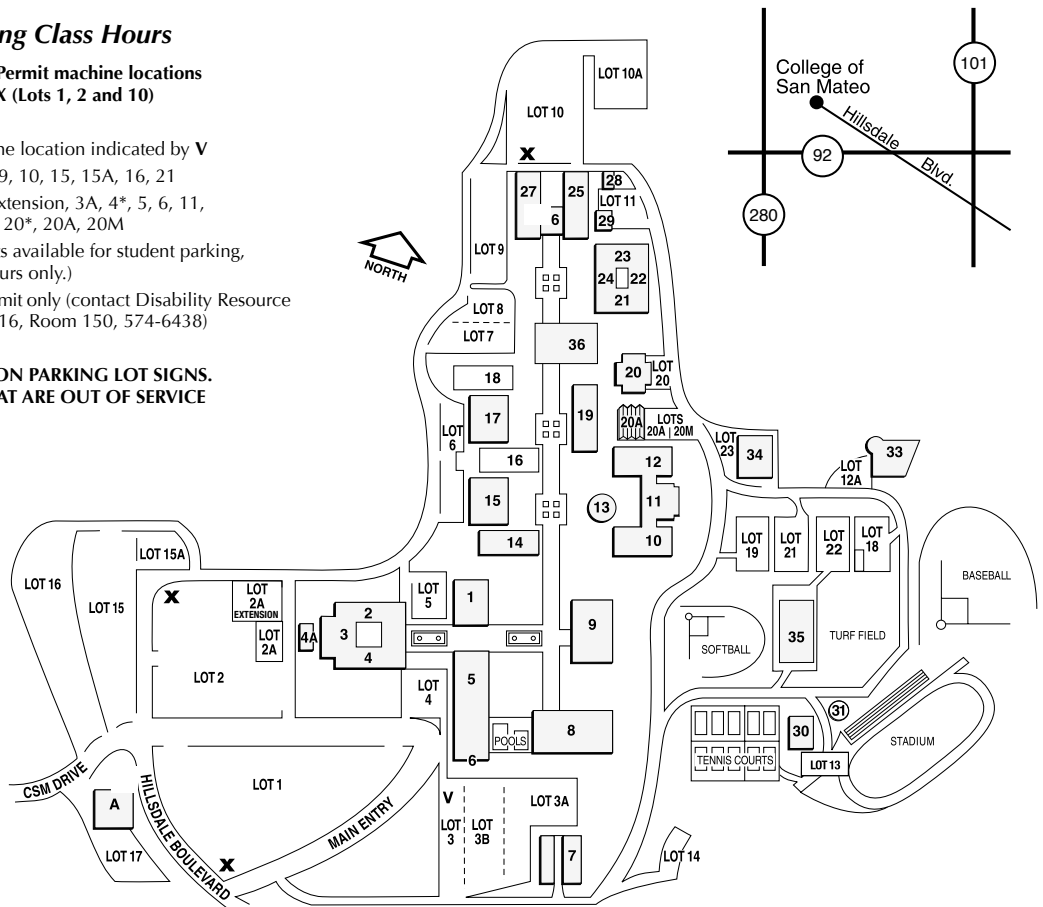 ng Class Hours
Permit machine locations
X (Lots 1, 2 and 10)
ne location indicated by V
9, 10, 15, 15A, 16, 21
xtension, 3A, 4*, 5, 6, 11,
20*, 20A, 20M
s available for student parking,
urs only.)
mit only (contact Disability Resource
16, Room 150, 574-6438)
ON PARKING LOT SIGNS.
AT ARE OUT OF SERVICE
College of
San Mateo
101
Hillsdale
Blvd.
92
280
NORTH
LOT 10A
LOT 10
X
27
25
28
LOT 11
6
29
LOT 9
23
24
22
21
LOT 8
LOT 7
36
18
20
LOT
20
17
19
20A
LOTS
20A | 20M
LOT
6
LOT
23
34
33
16
12
LOT
12A
15
13
11
14
10
LOT
19
LOT
21
LOT
22
LOT
18
LOT 16
LOT 15A
LOT 15
X
LOT
2A
EXTENSION
LOT
2A
LOT
5
1
BASEBALL
4A
2
3
4
9
35
TURF FIELD
SOFTBALL
LOT 2
LOT
4
5
8
POOLS
6
31
30
STADIUM
TENNIS COURTS
LOT 13
CSM DRIVE
A
LOT 17
HILLSDALE BOULEVARD
LOT 1
MAIN ENTRY
X
V
LOT
3
LOT
3B
LOT 3A
7
LOT 14